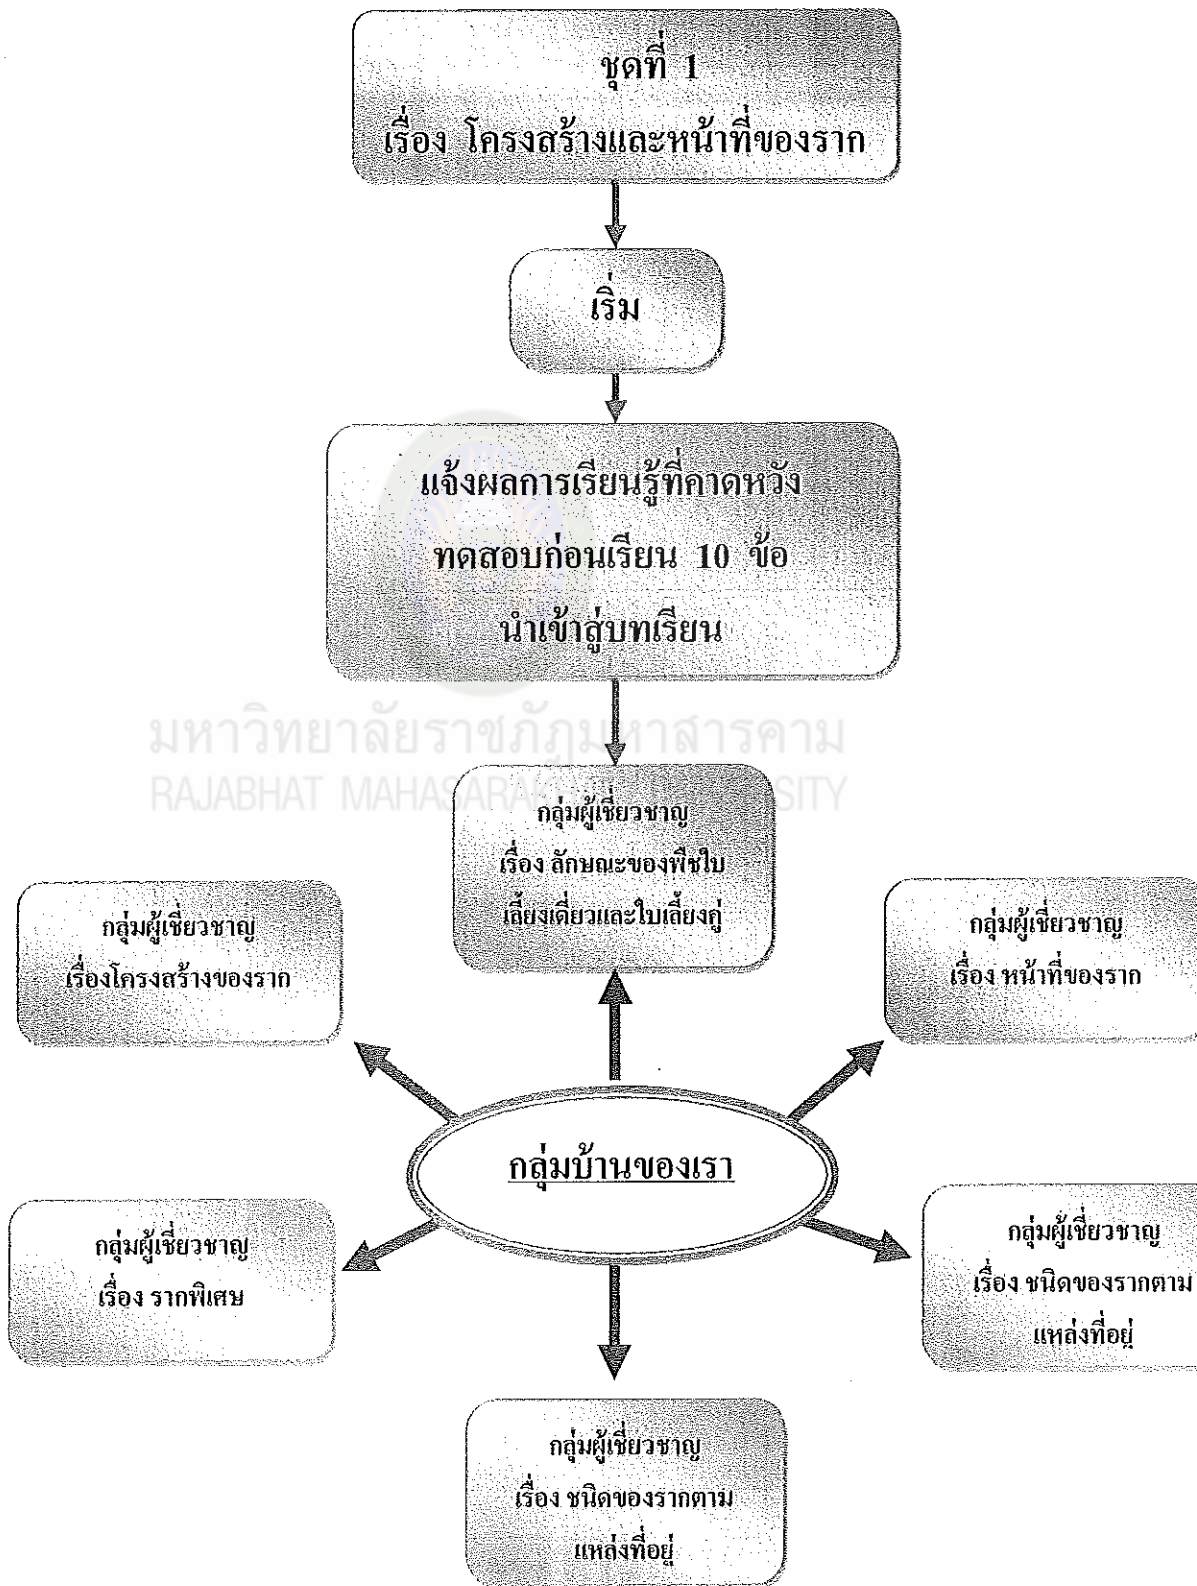 ชุดที่ 1
เรื่อง โครงสร้างและหน้าที่ของราก
เริ่ม
แจ้งผลการเรียนรู้ที่คาดหวัง
ทดสอบก่อนเรียน 10 ข้อ
นำเข้าสู่บทเรียน
มหาวิทยาลัยราชภัฏมหาสารคาม
RAJABHAT MAHASARAKHAM UNIVERSITY
กลุ่มผู้เชี่ยวชาญ
เรื่อง ลักษณะของพืชใบ
เลี้ยงเดี่ยวและใบเลี้ยงคู่
กลุ่มผู้เชี่ยวชาญ
เรื่องโครงสร้างของราก
กลุ่มผู้เชี่ยวชาญ
เรื่อง หน้าที่ของราก
กลุ่มบ้านของเรา
กลุ่มผู้เชี่ยวชาญ
เรื่อง รากพิเศษ
กลุ่มผู้เชี่ยวชาญ
เรื่อง ชนิดของรากตาม
แหล่งที่อยู่
กลุ่มผู้เชี่ยวชาญ
เรื่อง ชนิดของรากตาม
แหล่งที่อยู่